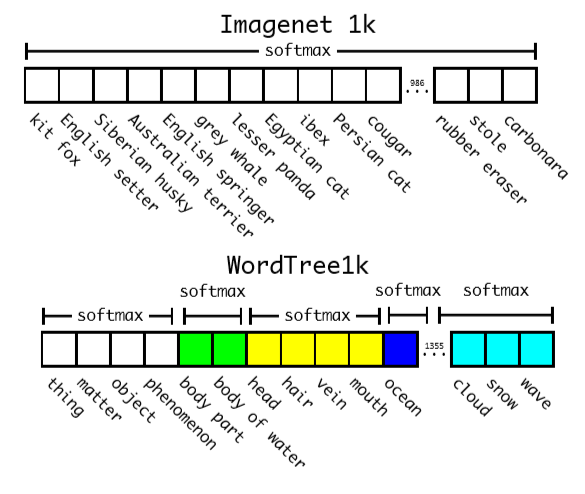 Imagenet 1k
softmax
986
kit fox
English setter
Siberian husky
Australian terrier
English springer
grey whale
lesser panda
Egyptian cat
ibex
Persian cat
cougar
rubber eraser
stole
carbonara
WordTree1k
softmax
softmax
softmax
softmax
softmax
1355
thing
matter
object
phenomenon
body part
body of water
head
hair
vein
mouth
ocean
cloud
snow
wave